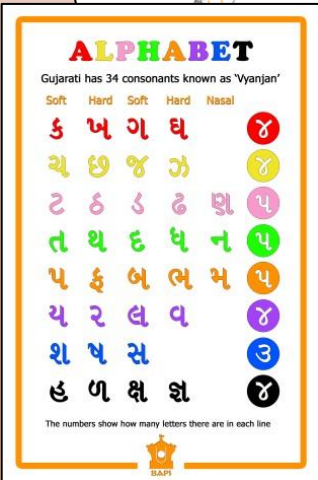 ALPHABET
Gujarati has 34 consonants known as ‘Vyanjan’
Soft Hard Soft Hard Nasal
ક ખ ગ ઘ ૪
ચ છ જ ઝ ૪
ટ ઠ ડ ઢ ણ ૫
ત થ દ ધ ન ૫
પ ફ બ ભ મ ૫
ય ર લ વ ૪
શ ષ સ ૩
હ ળ ક્ષ જ્ઞ ૪
The numbers show how many letters there are in each line
BAPS